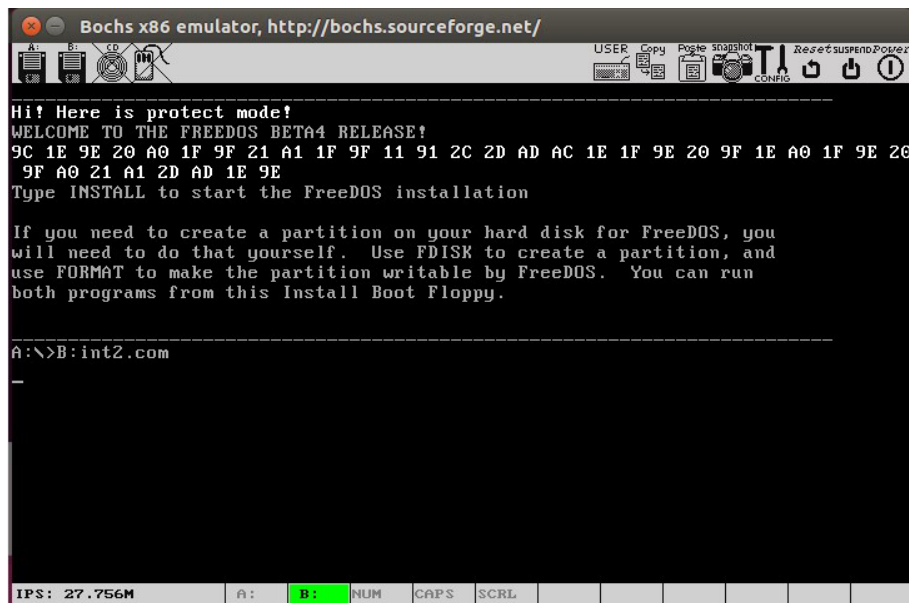 Bochs x86 emulator, http://bochs.sourceforge.net/
A: B: CD USER Copy Paste snapshot CONFIG Reset SUSPEND Power
Hi! Here is protect mode!
WELCOME TO THE FREEDOS BETA4 RELEASE!
9C 1E 9E 20 A0 1F 9F 21 A1 1F 9F 11 91 2C 2D AD AC 1E 1F 9E 20 9F 1E A0 1F 9E 20
9F A0 21 A1 2D AD 1E 9E
Type INSTALL to start the FreeDOS installation
If you need to create a partition on your hard disk for FreeDOS, you
will need to do that yourself. Use FDISK to create a partition, and
use FORMAT to make the partition writable by FreeDOS. You can run
both programs from this Install Boot Floppy.
A:\>B:int2.com
IPS: 27.756M A: B: NUM CAPS SCRL